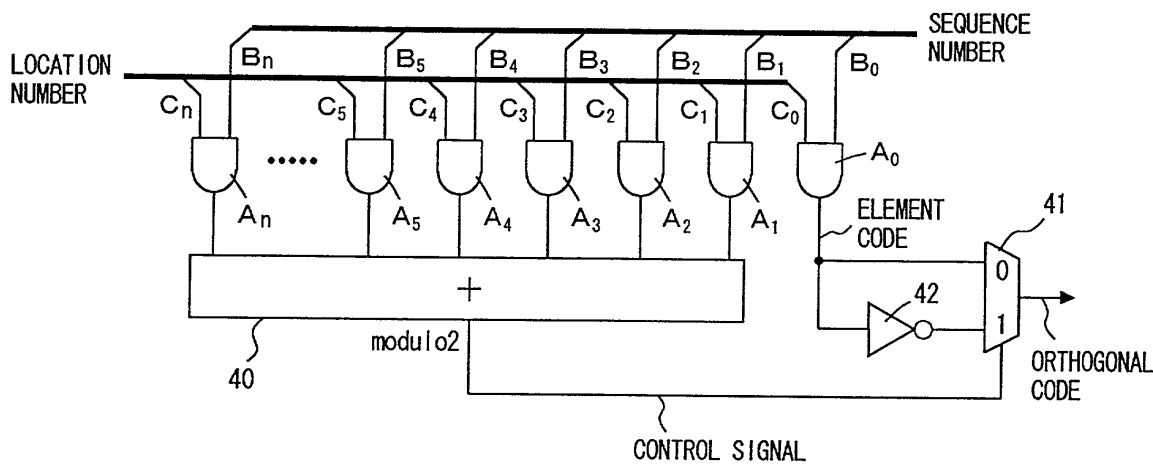 SEQUENCE
NUMBER
LOCATION
NUMBER
Bn B5 B4 B3 B2 B1 B0
Cn C5 C4 C3 C2 C1 C0
An ..... A5 A4 A3 A2 A1 A0
ELEMENT
CODE
41
0
1
42
+
modulo2
40
ORTHOGONAL
CODE
CONTROL SIGNAL